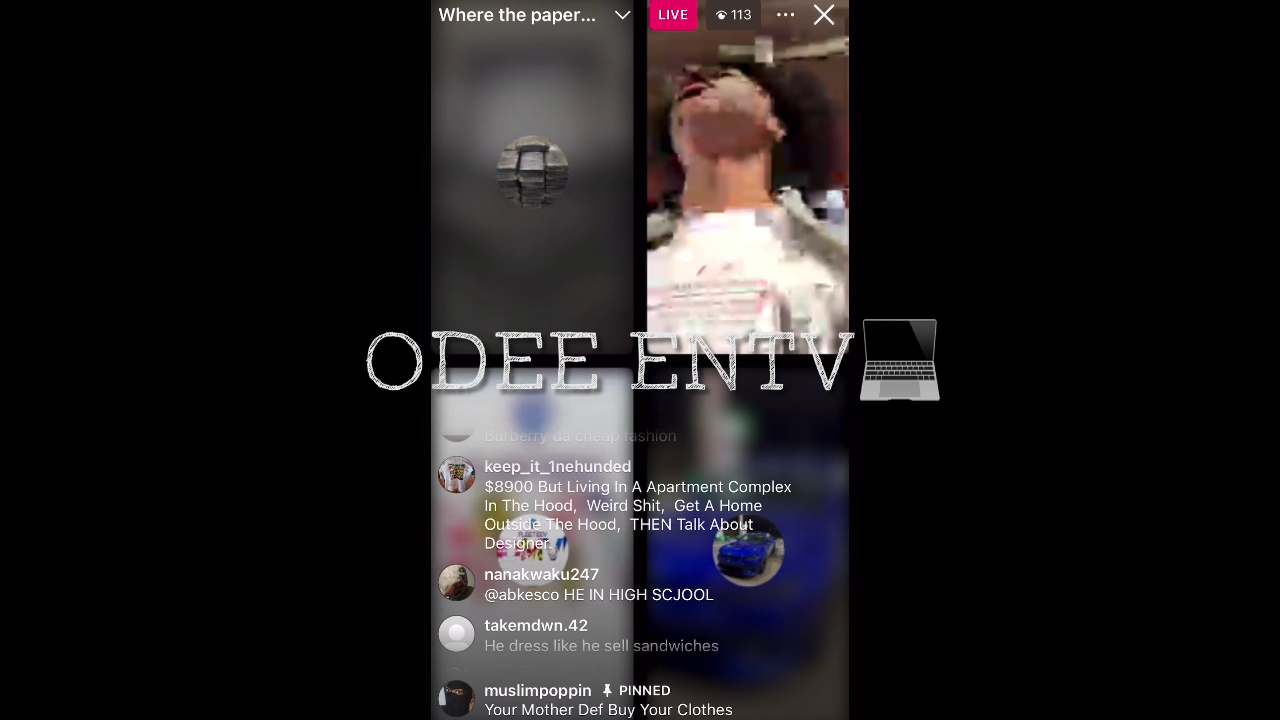 Where the paper...
LIVE
113
ODEE ENTV
Burberry da cheap fashion
keep_it_1nehunded
$8900 But Living In A Apartment Complex
In The Hood, Weird Shit, Get A Home
Outside The Hood, THEN Talk About
Designer.
nanakwaku247
@abkesco HE IN HIGH SCJOOL
takemdwn.42
He dress like he sell sandwiches
muslimpoppin PINNED
Your Mother Def Buy Your Clothes